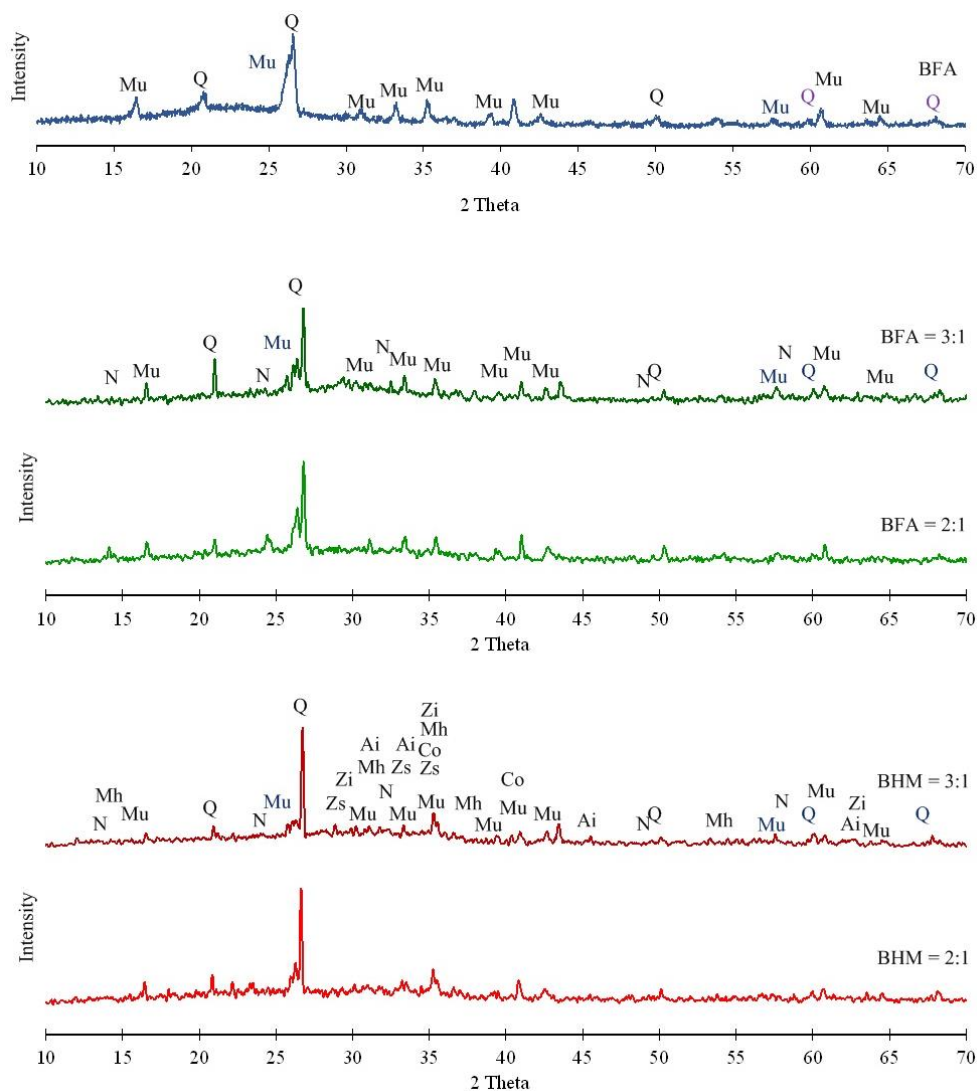 Q
Mu
Mu Q Mu Mu Mu Mu Mu Q Mu Q Mu Mu Q BFA
Intensity
10 15 20 25 30 35 40 45 50 55 60 65 70
2 Theta
Q
N Mu Q N Mu Mu N Mu Mu Mu Mu Mu N Q Mu N Q Mu Mu Q BFA = 3:1
BFA = 2:1
Intensity
10 15 20 25 30 35 40 45 50 55 60 65 70
2 Theta
Q
Zi
Ai Ai Mh
Mh Zs Co
Zi Zs Co
Mh N Mu Q N Mu Zs Mu N Mu Mu Mh Mu Mu Mu Ai N Q Mh Mu N Q Mu Zi Ai Mu Q BHM = 3:1
BHM = 2:1
Intensity
10 15 20 25 30 35 40 45 50 55 60 65 70
2 Theta